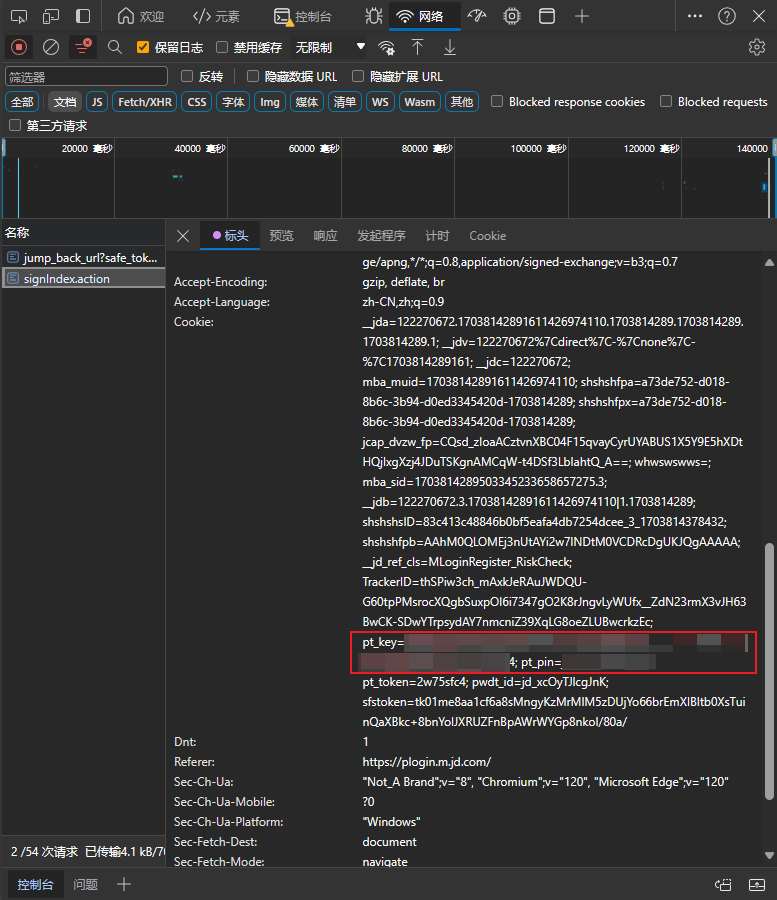 欢迎 元素 控制台 网络
保留日志 禁用缓存 无限制
筛选器 反转 隐藏数据 URL 隐藏扩展 URL
全部 文档 JS Fetch/XHR CSS 字体 Img 媒体 清单 WS Wasm 其他 Blocked response cookies Blocked requests
第三方请求
20000 毫秒 40000 毫秒 60000 毫秒 80000 毫秒 100000 毫秒 120000 毫秒 140000
名称
jump_back_url?safe_tok...
signIndex.action
标头 预览 响应 发起程序 计时 Cookie
ge/apng,*/*;q=0.8,application/signed-exchange;v=b3;q=0.7
Accept-Encoding: gzip, deflate, br
Accept-Language: zh-CN,zh;q=0.9
Cookie: __jda=122270672.17038142891611426974110.1703814289.1703814289.
1703814289.1; __jdv=122270672%7Cdirect%7C-%7Cnone%7C-
%7C1703814289161; __jdc=122270672;
mba_muid=17038142891611426974110; shshshfpa=a73de752-d018-
8b6c-3b94-d0ed3345420d-1703814289; shshshfpx=a73de752-d018-
8b6c-3b94-d0ed3345420d-1703814289;
jcap_dvzw_fp=CQsd_zIoaACztvnXBC04F15qvayCyrUYABUS1X5Y9E5hXDt
HQjIxgXzj4JDuTSKgnAMCqW-t4DSf3LbIahtQ_A==; whwswswws=;
mba_sid=17038142895033452336586572​75.3;
__jdb=122270672.3.17038142891611426974110|1.1703814289;
shshshsID=83c413c48846b0bf5eafa4db7254dcee_3_1703814378432;
shshshfpb=AAhM0QLOMEj3nUtAYi2w7INDtM0VCDRcDgUKJQgAAAAA;
__jd_ref_cls=MLoginRegister_RiskCheck;
TrackerID=thSPiw3ch_mAxkJeRAuJWDQU-
G60tpPMsrocXQgbSuxpOI6i7347gO2K8rJngvLyWUfx__ZdN23rmX3vJH63
BwCK-SDwYTrpsydAY7nmcniZ39XqLG8oeZLUBwcrkzEc;
pt_key=
4; pt_pin=
pt_token=2w75sfc4; pwdt_id=jd_xcOyTJIcgJnK;
sfstoken=tk01me8aa1cf6a8sMngyKzMrMlM5zDUjYo66brEmXlBItb0XsTui
nQaXBkc+8bnYolJXRUZFnBpAWrWYGp8nkoI/80a/
Dnt: 1
Referer: https://plogin.m.jd.com/
Sec-Ch-Ua: "Not_A Brand";v="8", "Chromium";v="120", "Microsoft Edge";v="120"
Sec-Ch-Ua-Mobile: ?0
Sec-Ch-Ua-Platform: "Windows"
Sec-Fetch-Dest: document
Sec-Fetch-Mode: navigate
2 /54 次请求 已传输4.1 kB/70
控制台 问题